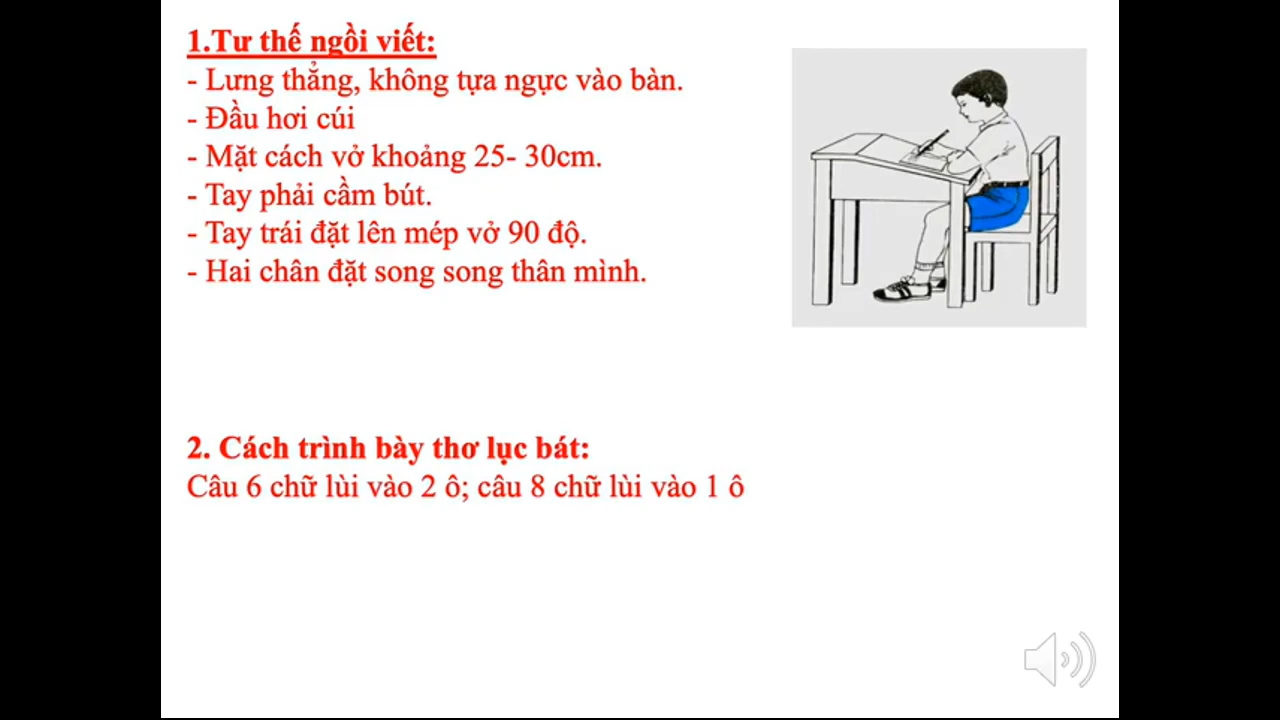 1.Tư thế ngồi viết:
- Lưng thẳng, không tựa ngực vào bàn.
- Đầu hơi cúi
- Mặt cách vở khoảng 25- 30cm.
- Tay phải cầm bút.
- Tay trái đặt lên mép vở 90 độ.
- Hai chân đặt song song thân mình.
2. Cách trình bày thơ lục bát:
Câu 6 chữ lùi vào 2 ô; câu 8 chữ lùi vào 1 ô